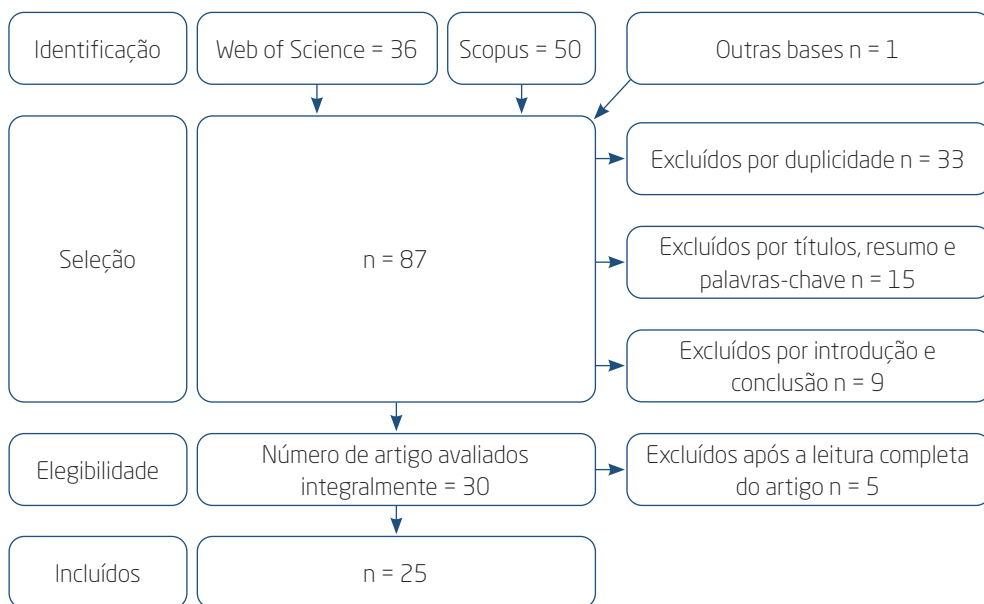 Identificação
Web of Science = 36
Scopus = 50
Outras bases n = 1
Seleção
n = 87
Excluídos por duplicidade n = 33
Excluídos por títulos, resumo e
palavras-chave n = 15
Excluídos por introdução e
conclusão n = 9
Elegibilidade
Número de artigo avaliados
integralmente = 30
Excluídos após a leitura completa
do artigo n = 5
Incluídos
n = 25